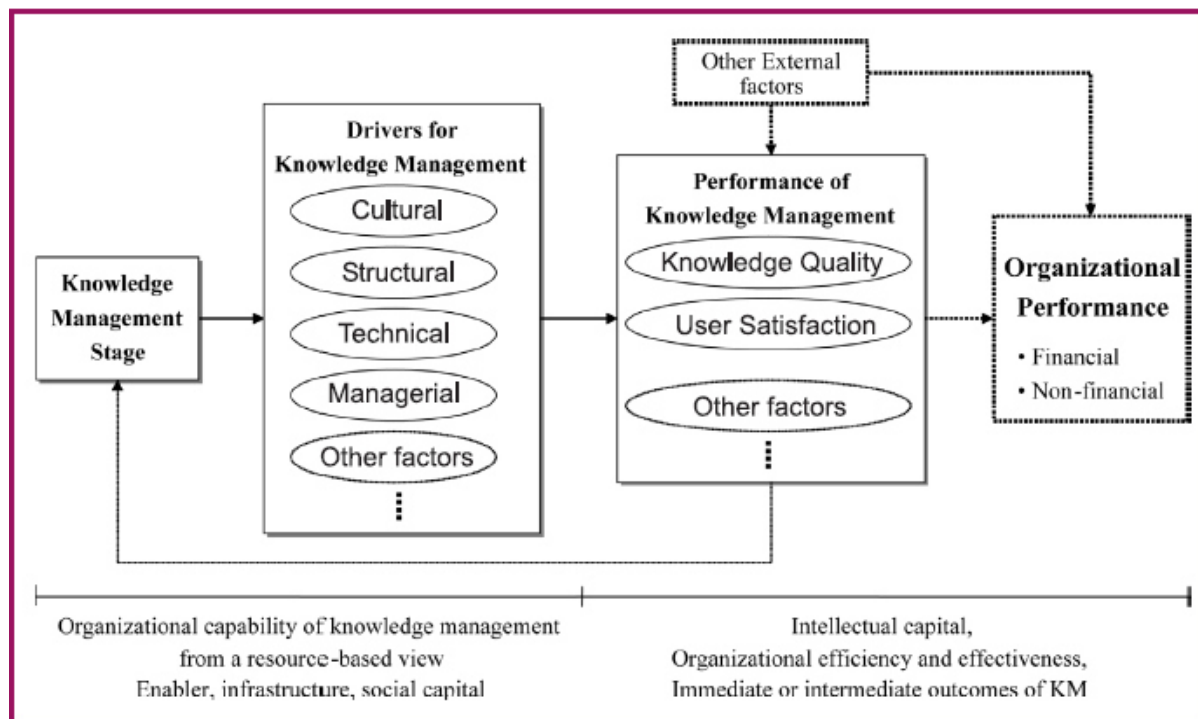 Other External
factors
Drivers for
Knowledge Management
Cultural
Structural
Technical
Managerial
Other factors
Knowledge
Management
Stage
Performance of
Knowledge Management
Knowledge Quality
User Satisfaction
Other factors
Organizational
Performance
• Financial
• Non-financial
Organizational capability of knowledge management
from a resource-based view
Enabler, infrastructure, social capital
Intellectual capital,
Organizational efficiency and effectiveness,
Immediate or intermediate outcomes of KM